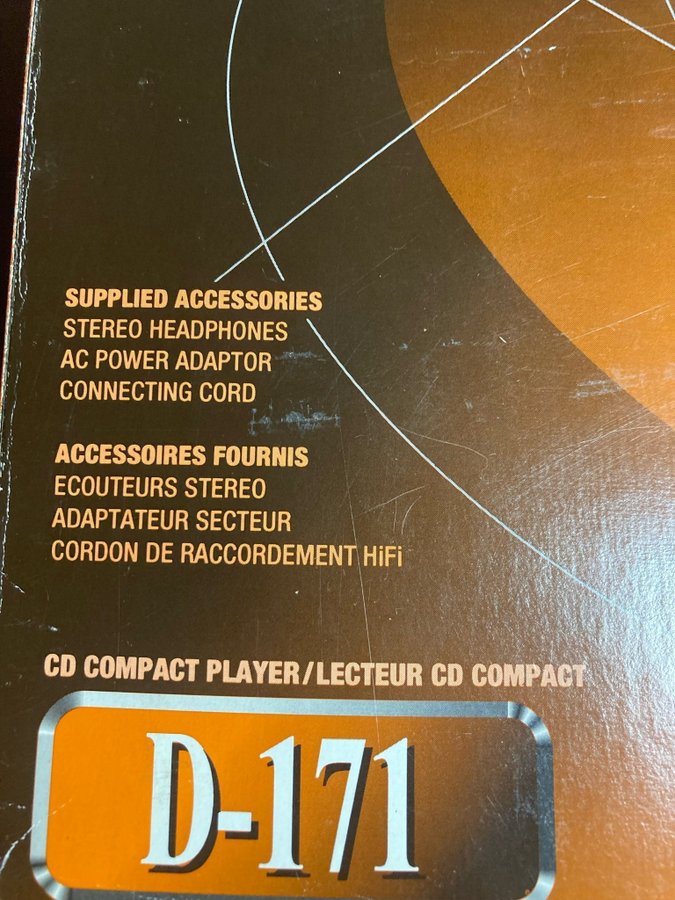 SUPPLIED ACCESSORIES
STEREO HEADPHONES
AC POWER ADAPTOR
CONNECTING CORD
ACCESSOIRES FOURNIS
ECOUTEURS STEREO
ADAPTATEUR SECTEUR
CORDON DE RACCORDEMENT HiFi
CD COMPACT PLAYER/LECTEUR CD COMPACT
D-171